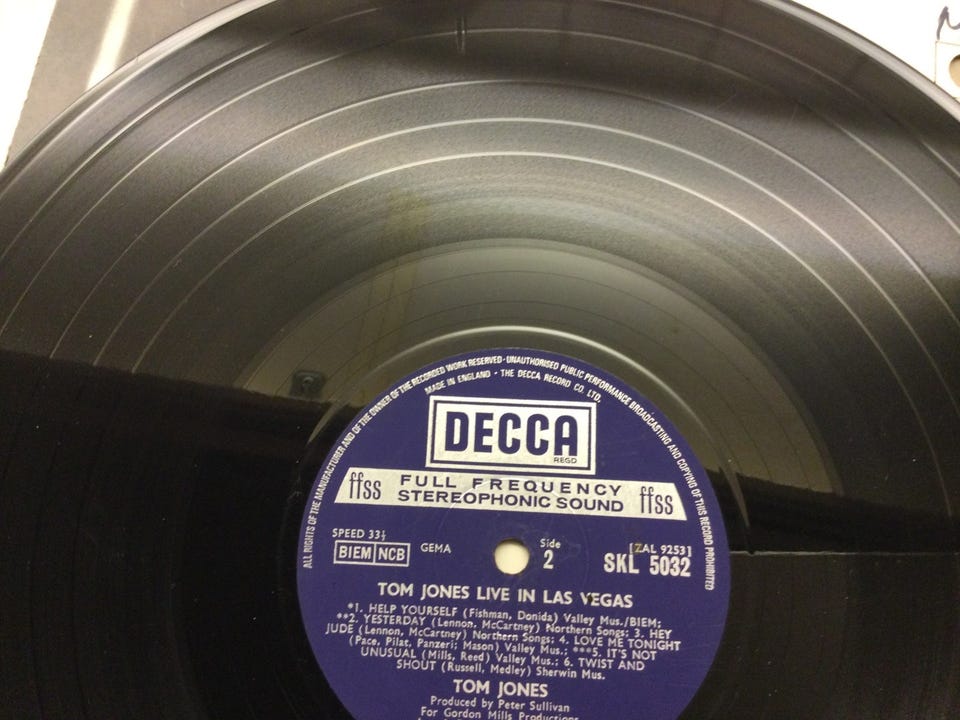 ALL RIGHTS OF THE MANUFACTURER AND OF THE OWNER OF THE RECORDED WORK RESERVED · UNAUTHORISED PUBLIC PERFORMANCE BROADCASTING AND COPYING OF THIS RECORD PROHIBITED
MADE IN ENGLAND · THE DECCA RECORD CO. LTD.
DECCA
REGD
ffss FULL FREQUENCY ffss
STEREOPHONIC SOUND
SPEED 33⅓
BIEM NCB GEMA
Side
2
[ZAL 9253]
SKL 5032
TOM JONES LIVE IN LAS VEGAS
*1. HELP YOURSELF (Fishman, Donida) Valley Mus./BIEM;
**2. YESTERDAY (Lennon, McCartney) Northern Songs; 3. HEY
JUDE (Lennon, McCartney) Northern Songs; 4. LOVE ME TONIGHT
(Pace, Pilat, Panzeri; Mason) Valley Mus.; ***5. IT'S NOT
UNUSUAL (Mills, Reed) Valley Mus.; 6. TWIST AND
SHOUT (Russell, Medley) Sherwin Mus.
TOM JONES
Produced by Peter Sullivan
For Gordon Mills Productions